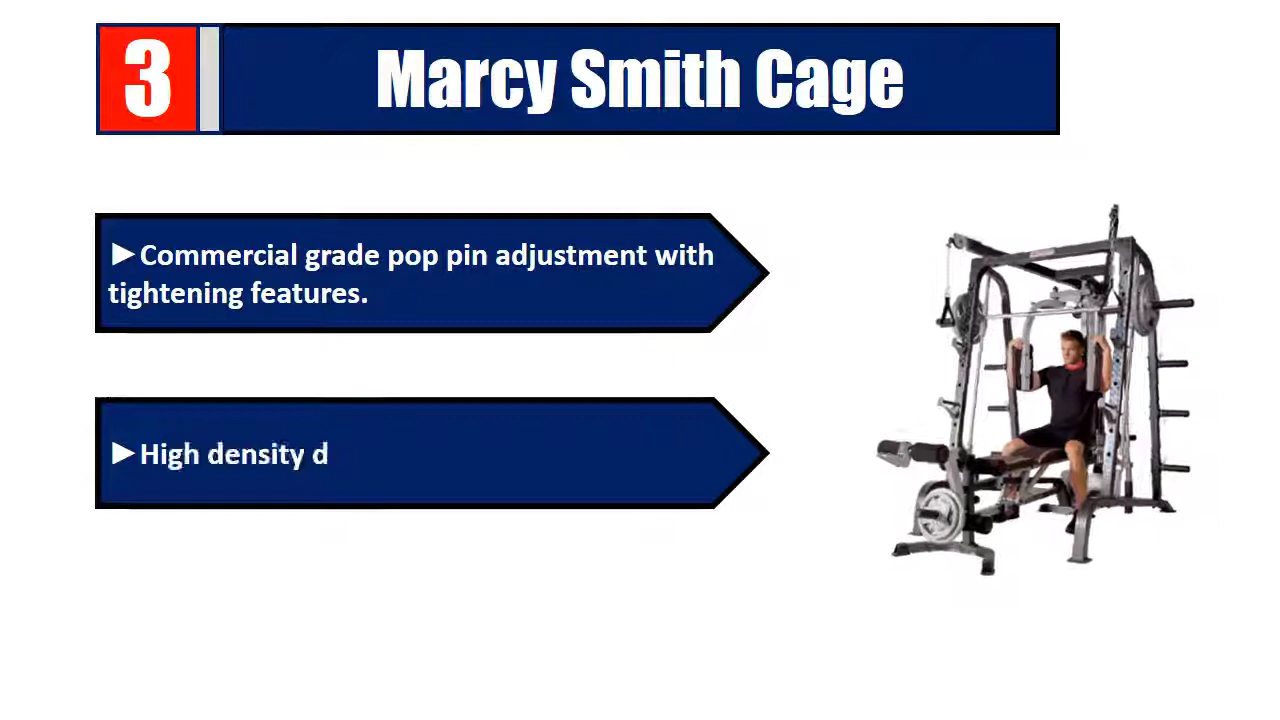 3
Marcy Smith Cage
►Commercial grade pop pin adjustment with
tightening features.
►High density d